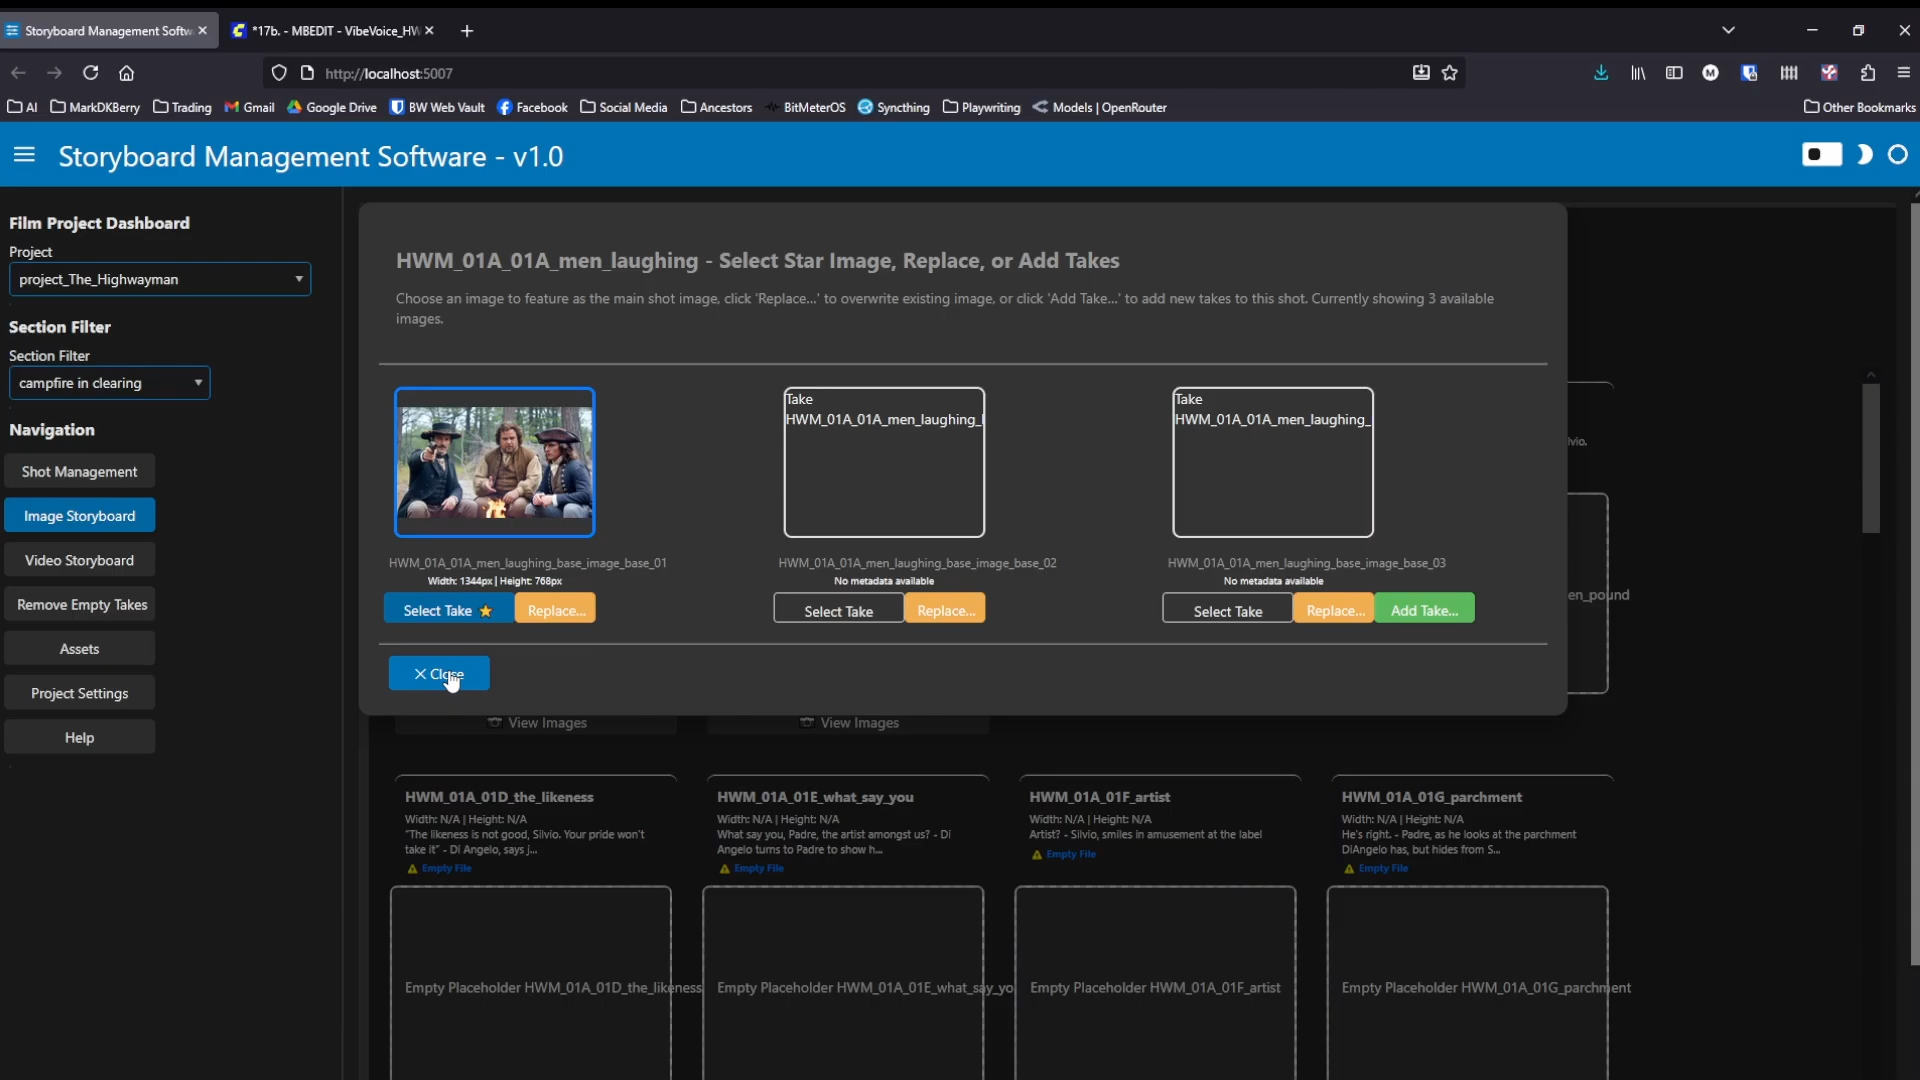 Storyboard Management Softw
*17b. - MBEDIT - VibeVoice_HW
http://localhost:5007
AI
MarkDKBerry
Trading
Gmail
Google Drive
BW Web Vault
Facebook
Social Media
Ancestors
BitMeterOS
Syncthing
Playwriting
Models | OpenRouter
Other Bookmarks
Storyboard Management Software - v1.0
Film Project Dashboard
Project
project_The_Highwayman
Section Filter
Section Filter
campfire in clearing
Navigation
Shot Management
Image Storyboard
Video Storyboard
Remove Empty Takes
Assets
Project Settings
Help
HWM_01A_01A_men_laughing - Select Star Image, Replace, or Add Takes
Choose an image to feature as the main shot image, click 'Replace...' to overwrite existing image, or click 'Add Take...' to add new takes to this shot. Currently showing 3 available
images.
Take
HWM_01A_01A_men_laughing_
Take
HWM_01A_01A_men_laughing_
HWM_01A_01A_men_laughing_base_image_base_01
Width: 1344px | Height: 768px
Select Take
Replace...
HWM_01A_01A_men_laughing_base_image_base_02
No metadata available
Select Take
Replace...
HWM_01A_01A_men_laughing_base_image_base_03
No metadata available
Select Take
Replace...
Add Take...
Close
lvio.
en_pound
View Images
View Images
HWM_01A_01D_the_likeness
Width: N/A | Height: N/A
"The likeness is not good, Silvio. Your pride won't
take it" - Di Angelo, says j...
Empty File
Empty Placeholder HWM_01A_01D_the_likeness
HWM_01A_01E_what_say_you
Width: N/A | Height: N/A
What say you, Padre, the artist amongst us? - Di
Angelo turns to Padre to show h...
Empty File
Empty Placeholder HWM_01A_01E_what_say_yo
HWM_01A_01F_artist
Width: N/A | Height: N/A
Artist? - Silvio, smiles in amusement at the label
Empty File
Empty Placeholder HWM_01A_01F_artist
HWM_01A_01G_parchment
Width: N/A | Height: N/A
He's right. - Padre, as he looks at the parchment
DiAngelo has, but hides from S...
Empty File
Empty Placeholder HWM_01A_01G_parchment